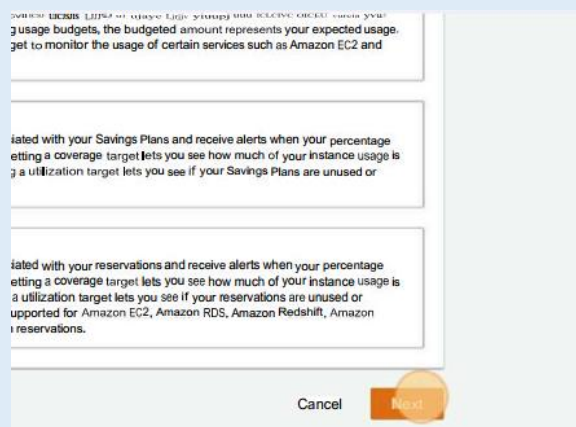 g usage budgets, the budgeted amount represents your expected usage.
get to monitor the usage of certain services such as Amazon EC2 and
iated with your Savings Plans and receive alerts when your percentage
etting a coverage target lets you see how much of your instance usage is
g a utilization target lets you see if your Savings Plans are unused or
iated with your reservations and receive alerts when your percentage
etting a coverage target lets you see how much of your instance usage is
a utilization target lets you see if your reservations are unused or
upported for Amazon EC2, Amazon RDS, Amazon Redshift, Amazon
reservations.
Cancel Next